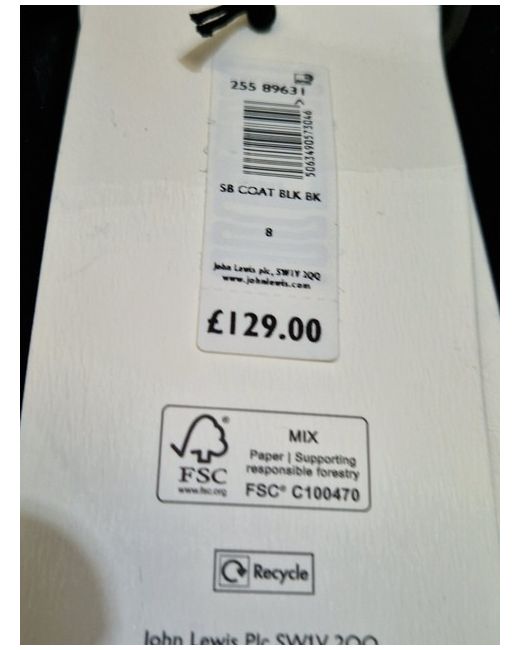 255 89631
5063490573046
SB COAT BLK BK
8
John Lewis plc, SW1Y 2QQ
www.johnlewis.com
£129.00
MIX
Paper | Supporting
responsible forestry
FSC® C100470
FSC
www.fsc.org
Recycle
John Lewis Plc SW1V 2QQ